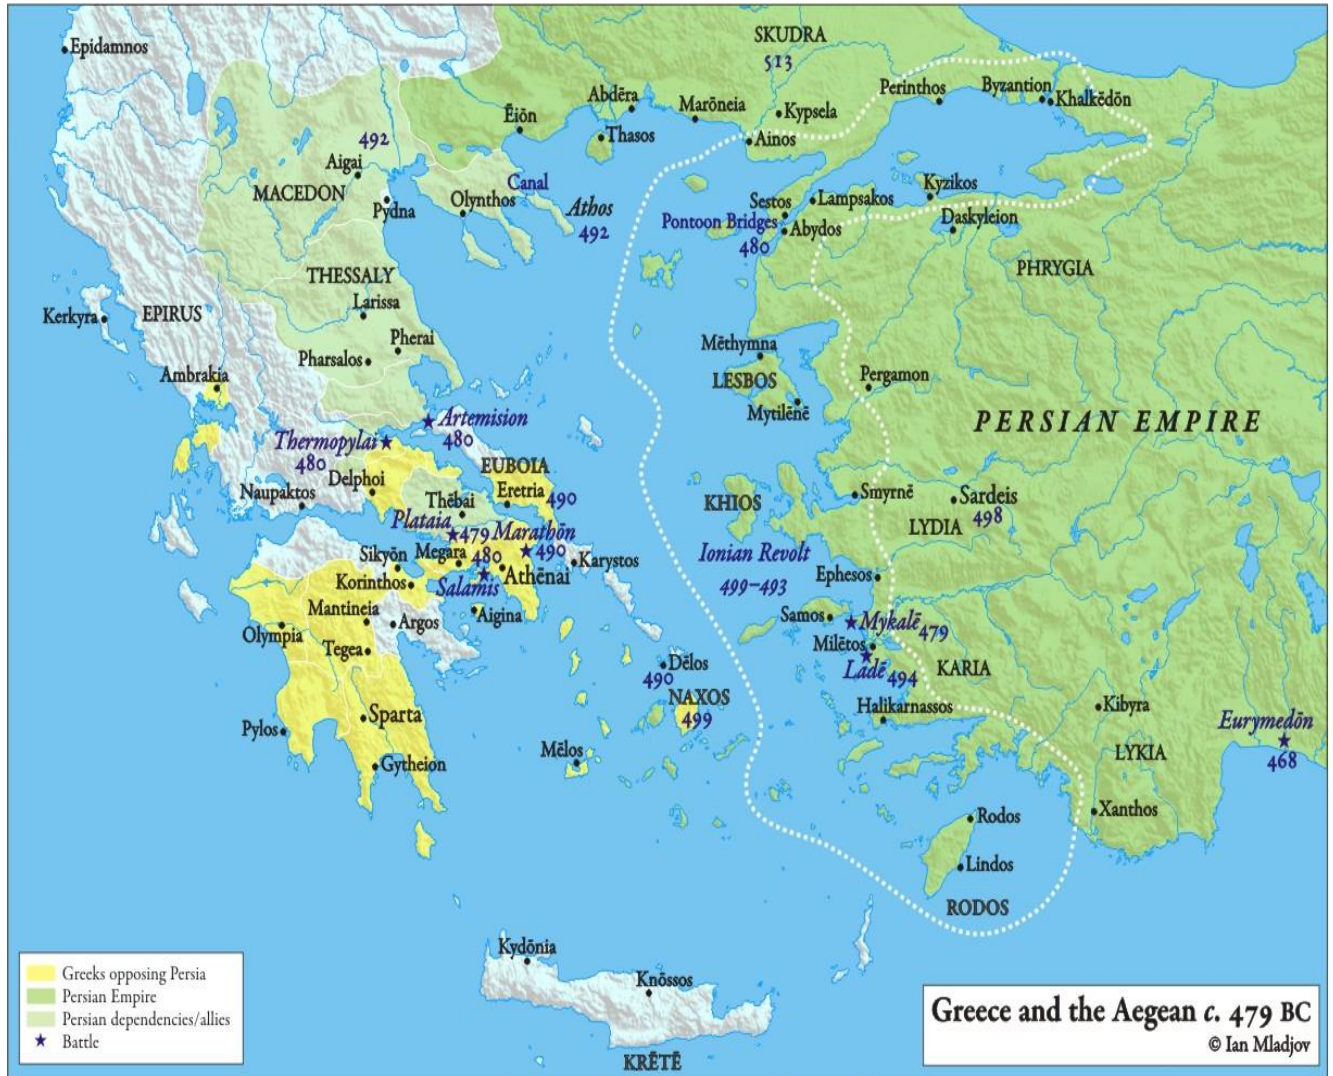 SKUDRA
513
Epidamnos
Perinthos
Byzantion
Khalkēdōn
Abdēra
Marōneia
Kypsela
Ēiōn
Thasos
Ainos
492
Aigai
MACEDON
Pydna
Olynthos
Canal
Athos
492
Sestos
Lampsakos
Kyzikos
Pontoon Bridges
480
Abydos
Daskyleion
PHRYGIA
THESSALY
Larissa
Kerkyra
EPIRUS
Pherai
Pharsalos
Mēthymna
LESBOS
Mytilēnē
Pergamon
Ambrakia
PERSIAN EMPIRE
Artemision
480
Thermopylai
480
Delphoi
EUBOIA
Eretria
490
Naupaktos
Thēbai
KHIOS
Smyrnē
Sardeis
498
LYDIA
Plataia
479
Marathōn
490
Sikyōn
Megara
480
Athēnai
Karystos
Ionian Revolt
499–493
Ephesos
Korinthos
Salamis
Mantineia
Argos
Aigina
Samos
Mykalē
479
Olympia
Tegea
Milētos
Ladē
494
KARIA
Dēlos
490
NAXOS
499
Halikarnassos
Kibyra
Eurymedōn
468
Pylos
Sparta
Mēlos
LYKIA
Gytheion
Rodos
Xanthos
Lindos
RODOS
Kydōnia
Knōssos
KRĒTĒ
Greeks opposing Persia
Persian Empire
Persian dependencies/allies
Battle
Greece and the Aegean c. 479 BC
© Ian Mladjov